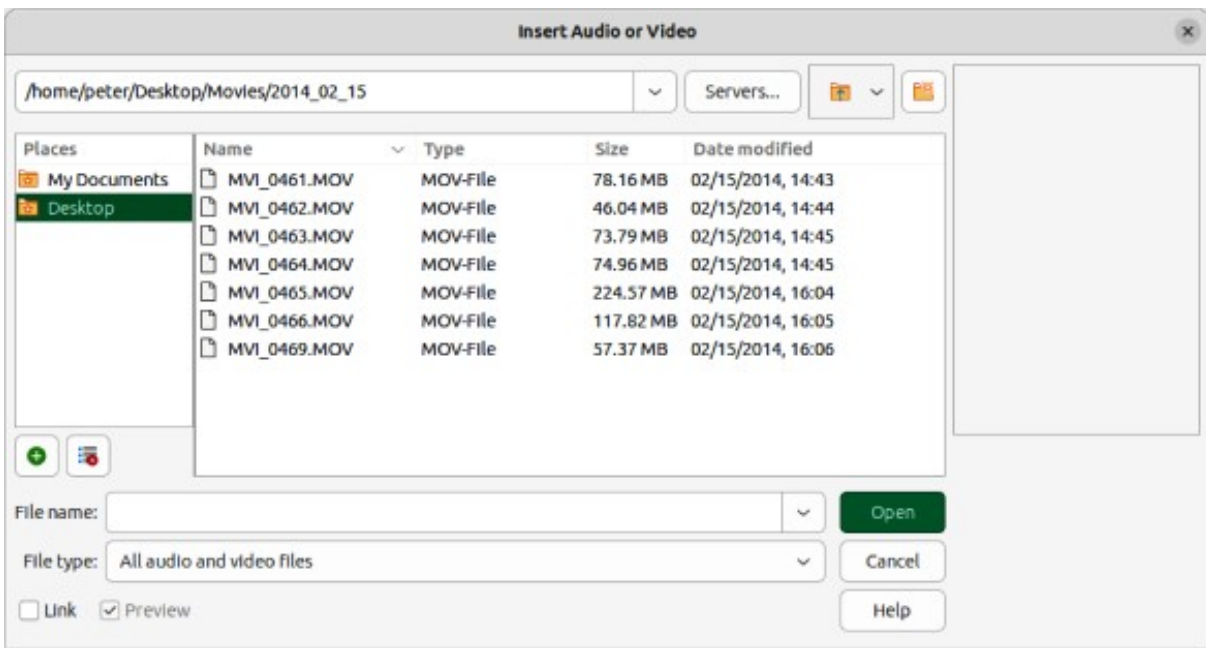 Insert Audio or Video
/home/peter/Desktop/Movies/2014_02_15
Servers...
Places
My Documents
Desktop
Name Type Size Date modified
MVI_0461.MOV MOV-File 78.16 MB 02/15/2014, 14:43
MVI_0462.MOV MOV-File 46.04 MB 02/15/2014, 14:44
MVI_0463.MOV MOV-File 73.79 MB 02/15/2014, 14:45
MVI_0464.MOV MOV-File 74.96 MB 02/15/2014, 14:45
MVI_0465.MOV MOV-File 224.57 MB 02/15/2014, 16:04
MVI_0466.MOV MOV-File 117.82 MB 02/15/2014, 16:05
MVI_0469.MOV MOV-File 57.37 MB 02/15/2014, 16:06
File name:
Open
File type: All audio and video files
Cancel
Link Preview
Help